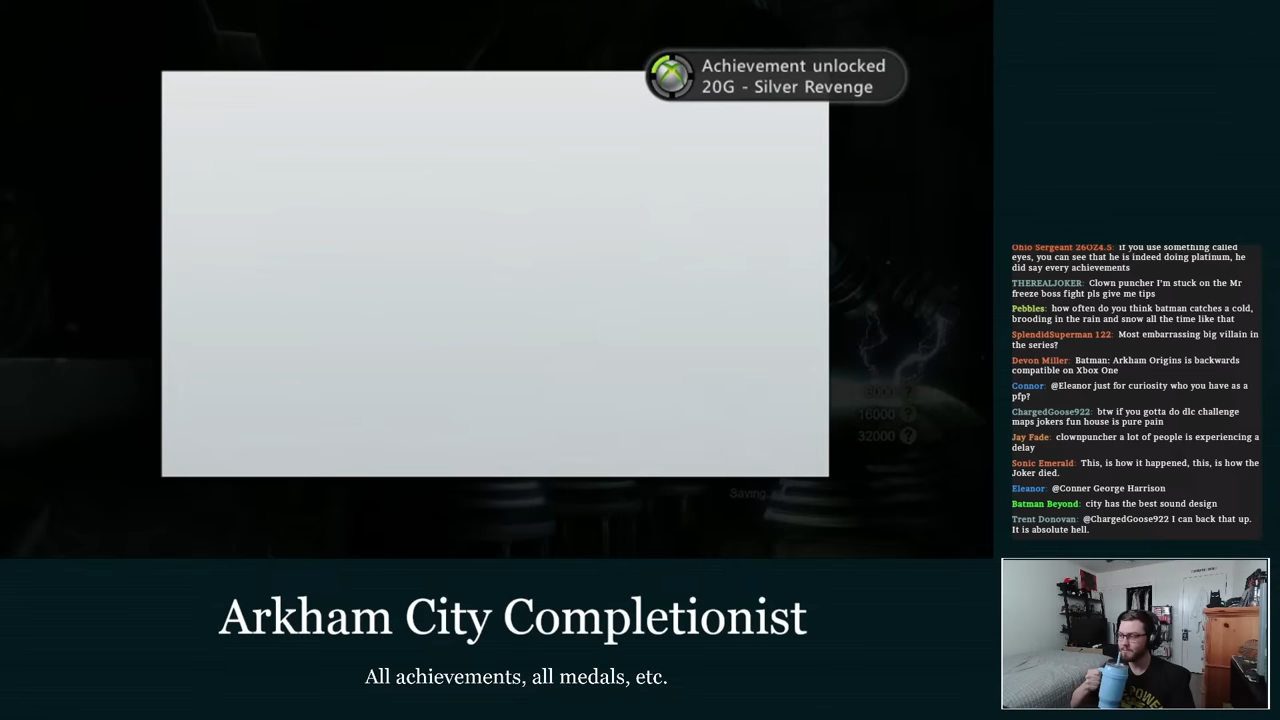 Achievement unlocked
20G - Silver Revenge
16000 ?
32000 ?
Saving
Arkham City Completionist
All achievements, all medals, etc.
Ohio Sergeant 26OZ4.5: if you use something called
eyes, you can see that he is indeed doing platinum, he
did say every achievements
THEREALJOKER: Clown puncher I'm stuck on the Mr
freeze boss fight pls give me tips
Pebbles: how often do you think batman catches a cold,
brooding in the rain and snow all the time like that
SplendidSuperman 122: Most embarrassing big villain in
the series?
Devon Miller: Batman: Arkham Origins is backwards
compatible on Xbox One
Connor: @Eleanor just for curiosity who you have as a
pfp?
ChargedGoose922: btw if you gotta do dlc challenge
maps jokers fun house is pure pain
Jay Fade: clownpuncher a lot of people is experiencing a
delay
Sonic Emerald: This, is how it happened, this, is how the
Joker died.
Eleanor: @Conner George Harrison
Batman Beyond: city has the best sound design
Trent Donovan: @ChargedGoose922 I can back that up.
It is absolute hell.
POWER